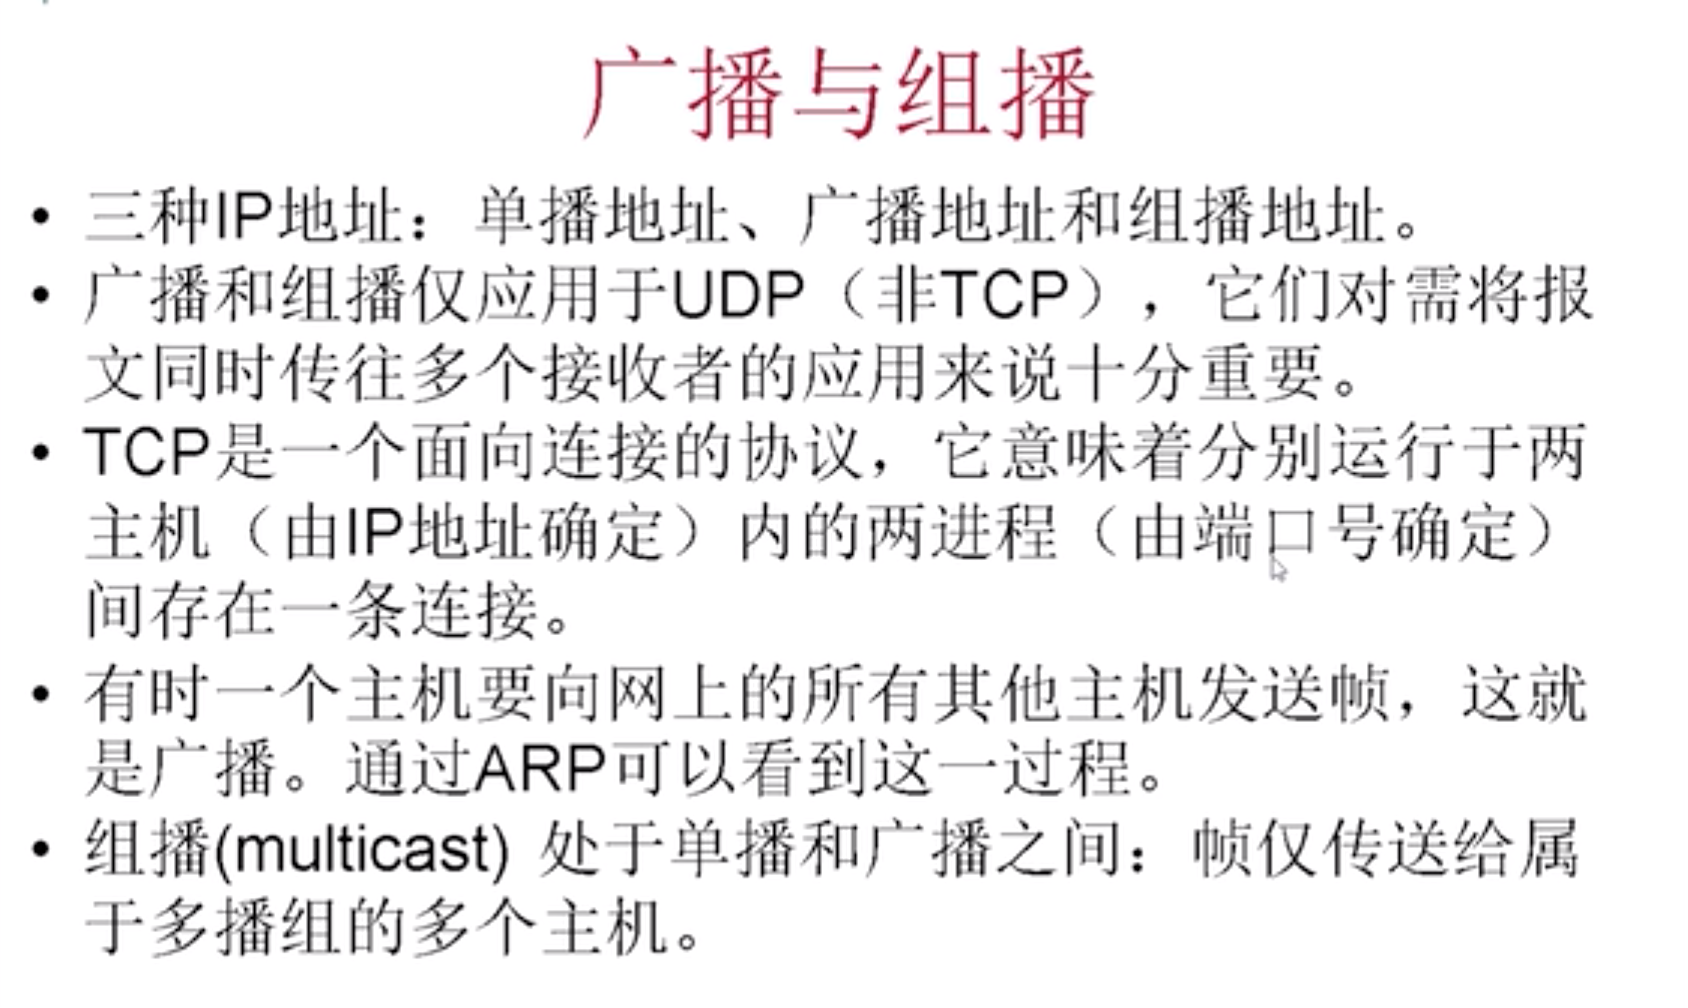 广播与组播
• 三种IP地址：单播地址、广播地址和组播地址。
• 广播和组播仅应用于UDP（非TCP），它们对需将报
文同时传往多个接收者的应用来说十分重要。
• TCP是一个面向连接的协议，它意味着分别运行于两
主机（由IP地址确定）内的两进程（由端口号确定）
间存在一条连接。
• 有时一个主机要向网上的所有其他主机发送帧，这就
是广播。通过ARP可以看到这一过程。
• 组播(multicast) 处于单播和广播之间：帧仅传送给属
于多播组的多个主机。